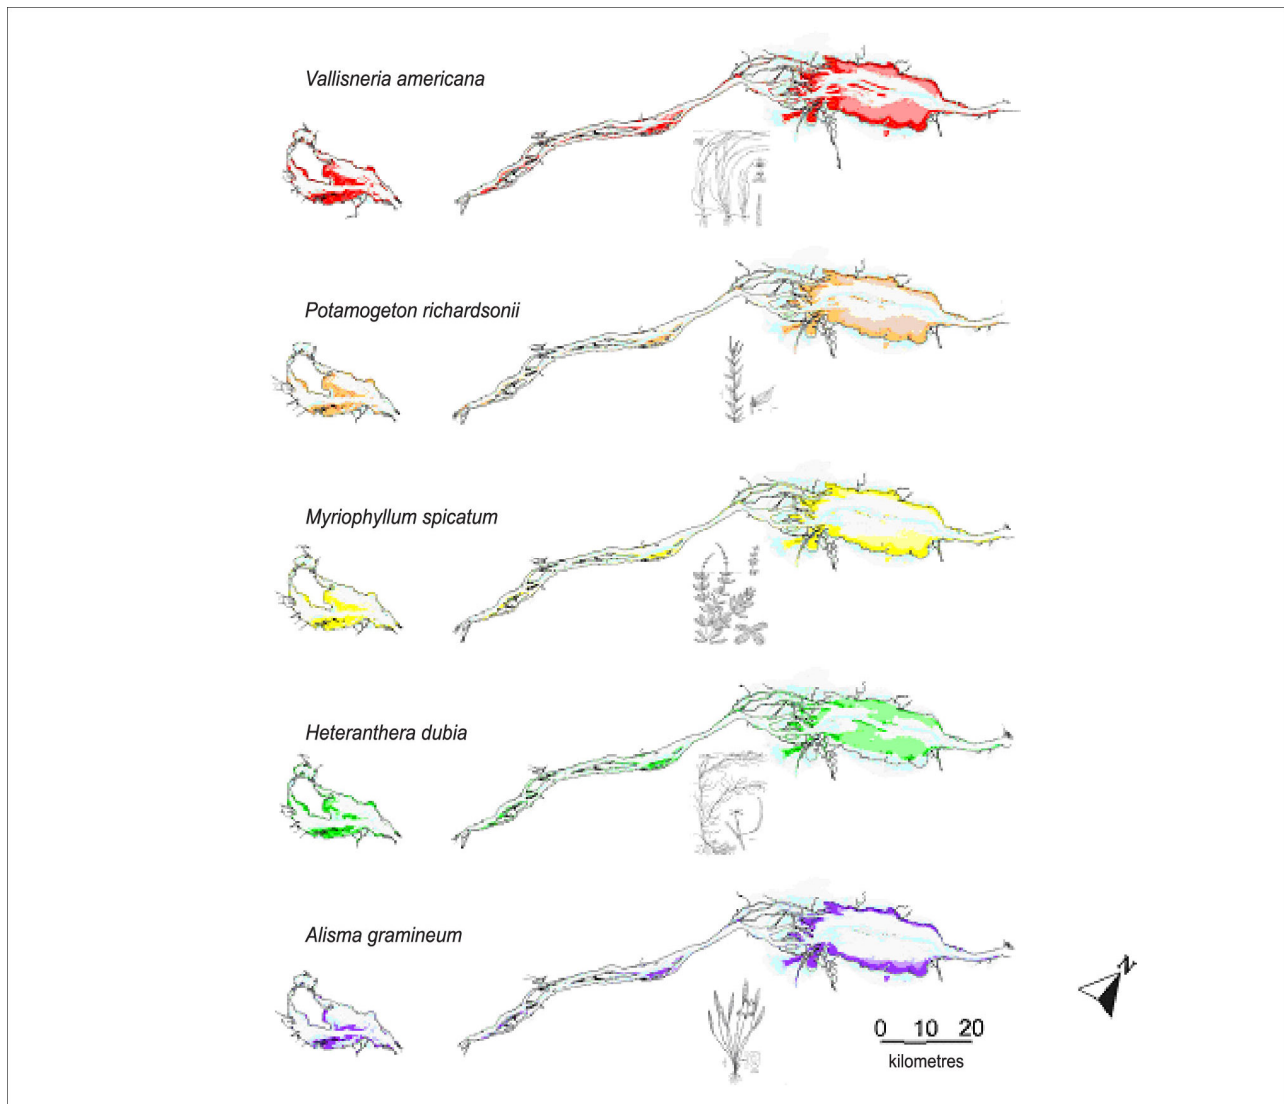 Vallisneria americana
Potamogeton richardsonii
Myriophyllum spicatum
Heteranthera dubia
Alisma gramineum
N
0 10 20
kilometres